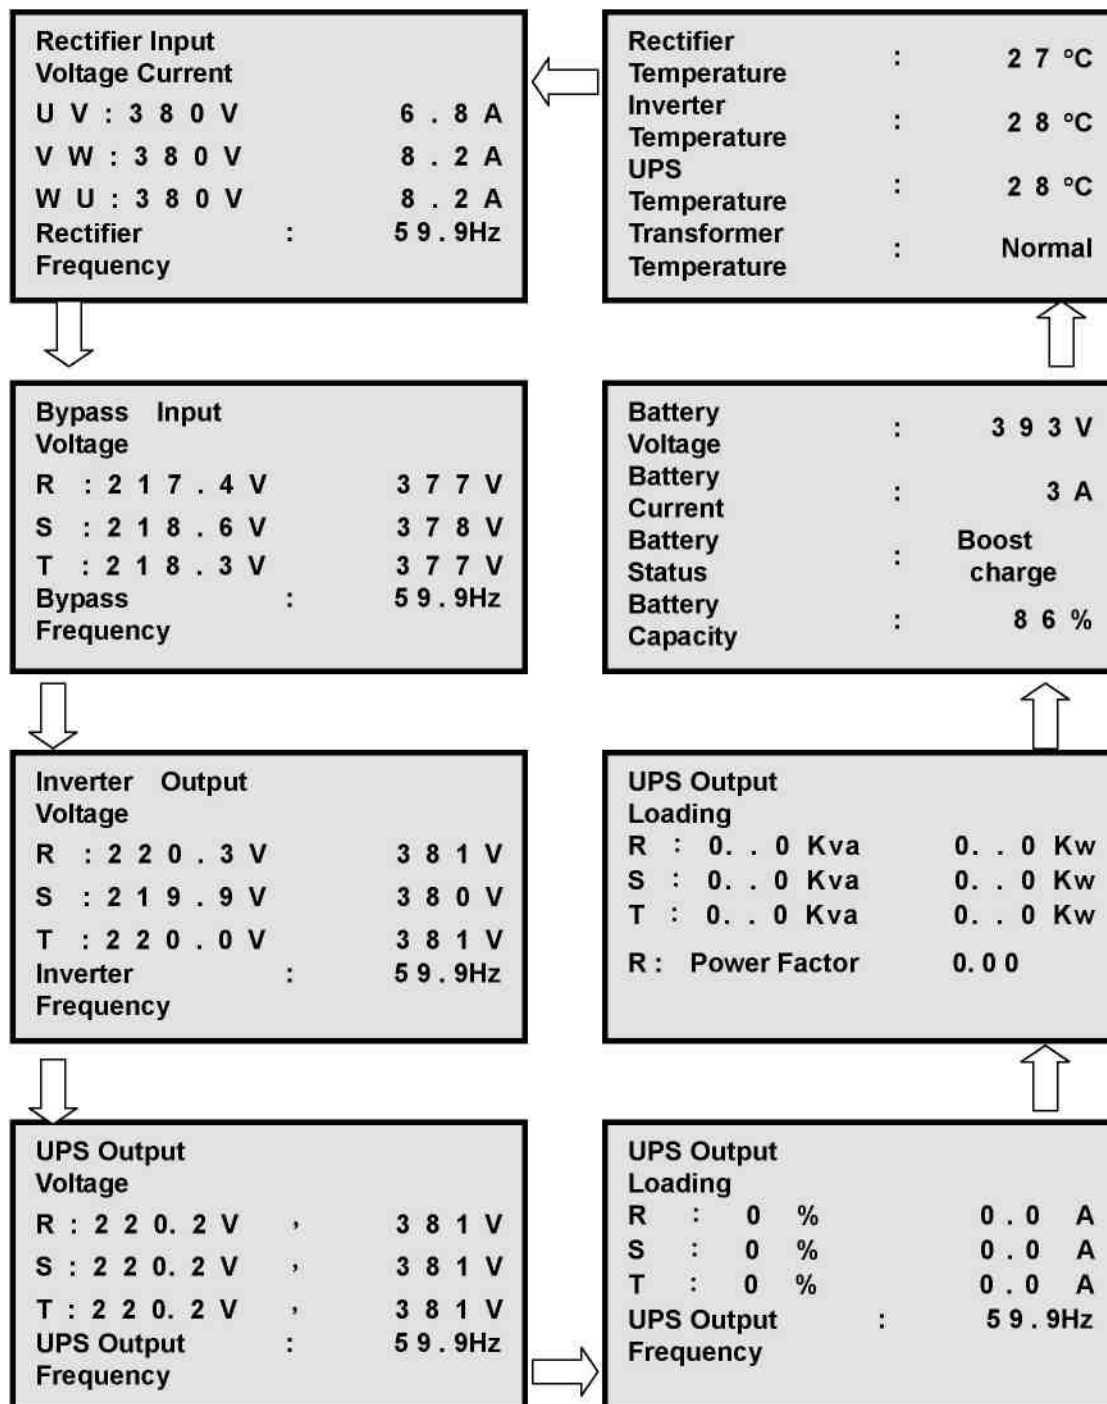 Rectifier Input
Voltage Current
U V : 3 8 0 V 6 . 8 A
V W : 3 8 0 V 8 . 2 A
W U : 3 8 0 V 8 . 2 A
Rectifier : 5 9 . 9Hz
Frequency
Bypass Input
Voltage
R : 2 1 7 . 4 V 3 7 7 V
S : 2 1 8 . 6 V 3 7 8 V
T : 2 1 8 . 3 V 3 7 7 V
Bypass : 5 9 . 9Hz
Frequency
Inverter Output
Voltage
R : 2 2 0 . 3 V 3 8 1 V
S : 2 1 9 . 9 V 3 8 0 V
T : 2 2 0 . 0 V 3 8 1 V
Inverter : 5 9 . 9Hz
Frequency
UPS Output
Voltage
R : 2 2 0. 2 V , 3 8 1 V
S : 2 2 0. 2 V , 3 8 1 V
T : 2 2 0. 2 V , 3 8 1 V
UPS Output : 5 9 . 9Hz
Frequency
UPS Output
Loading
R : 0 % 0 . 0 A
S : 0 % 0 . 0 A
T : 0 % 0 . 0 A
UPS Output : 5 9 . 9Hz
Frequency
UPS Output
Loading
R : 0. . 0 Kva 0. . 0 Kw
S : 0. . 0 Kva 0. . 0 Kw
T : 0. . 0 Kva 0. . 0 Kw
R : Power Factor 0. 0 0
Battery
Voltage : 3 9 3 V
Battery
Current : 3 A
Battery Boost
Status : charge
Battery
Capacity : 8 6 %
Rectifier
Temperature : 2 7 °C
Inverter
Temperature : 2 8 °C
UPS
Temperature : 2 8 °C
Transformer
Temperature : Normal